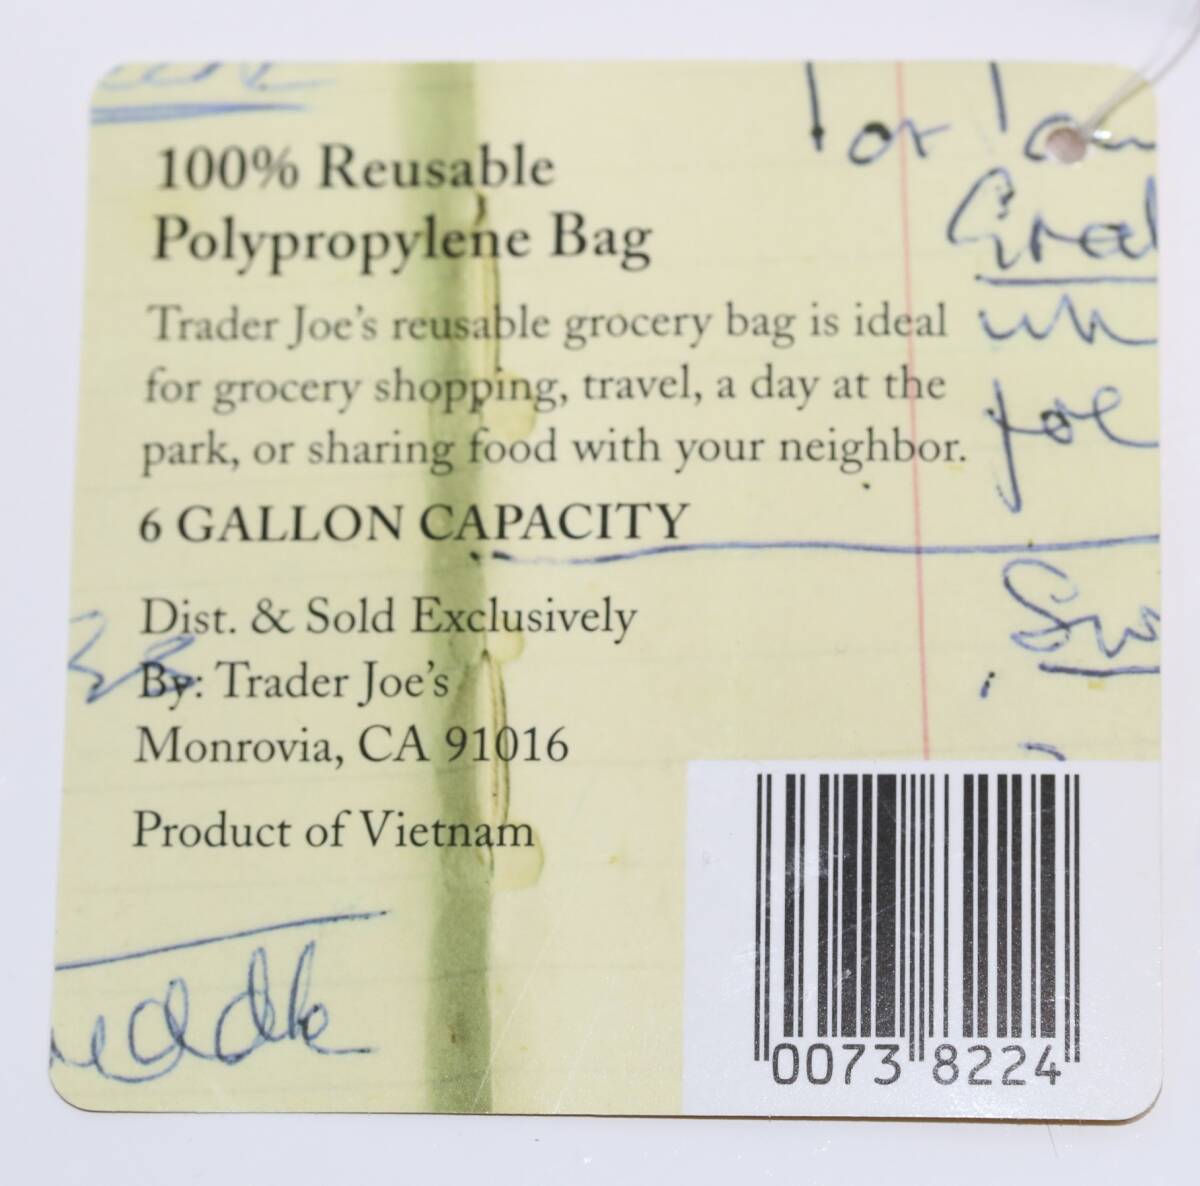 100% Reusable
Polypropylene Bag
Trader Joe's reusable grocery bag is ideal
for grocery shopping, travel, a day at the
park, or sharing food with your neighbor.
6 GALLON CAPACITY
Dist. & Sold Exclusively
By: Trader Joe's
Monrovia, CA 91016
Product of Vietnam
0073 8224